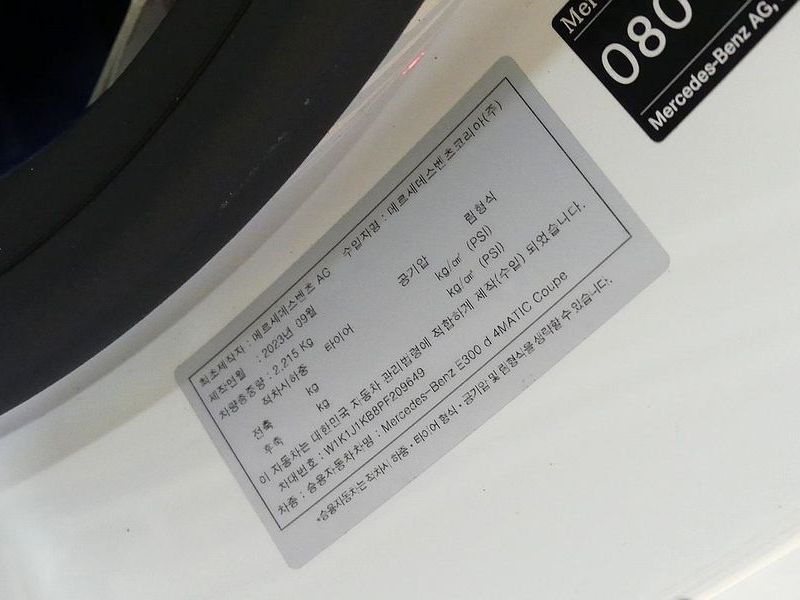 최초제작자 : 메르세데스벤츠 AG 수입자명 : 메르세데스벤츠코리아(주)
제작연월 : 2023년 09월
차량총중량 : 2,215 Kg
적차시하중 타이어 공기압 림형식
전축 kg kg/㎠ (PSI)
후축 kg kg/㎠ (PSI)
이 자동차는 대한민국 자동차 관리법령에 적합하게 제작(수입) 되었습니다.
차대번호 : W1K1J1KB8PF209649
차종 : 승용자동차 차명 : Mercedes-Benz E300 d 4MATIC Coupe
*승용자동차는 적차시 하중·타이어 형식·공기압 및 림형식을 생략할 수 있습니다.
080
Mercedes-Benz AG,